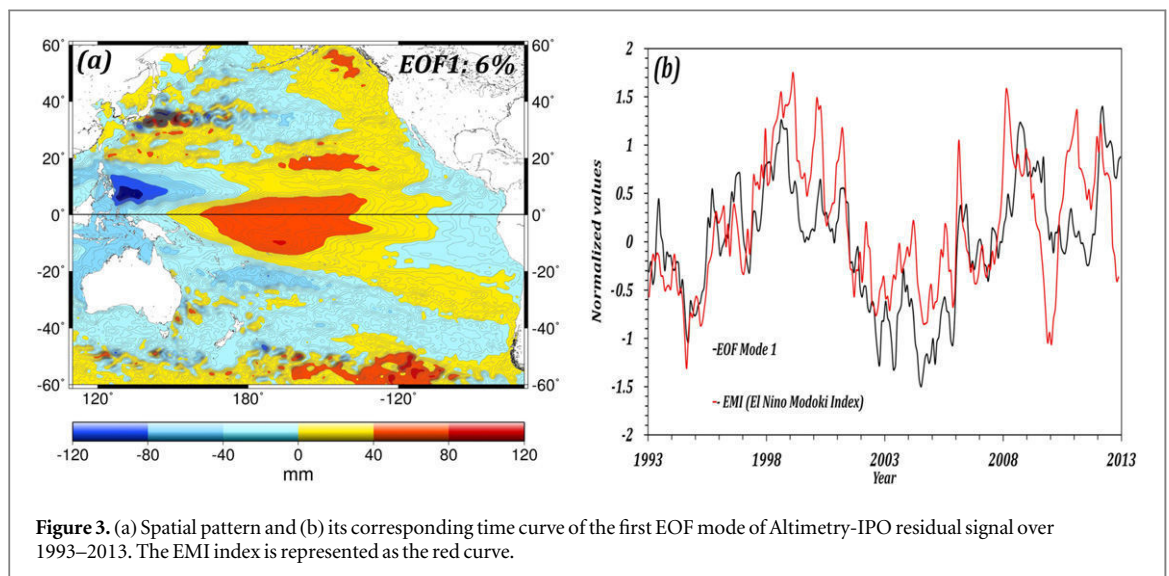 (a)
EOF1: 6%
60°
40°
20°
0°
-20°
-40°
-60°
60°
40°
20°
0°
-20°
-40°
-60°
120°
180°
-120°
-120 -80 -40 0 40 80 120
mm
(b)
Normalized values
2
1.5
1
0.5
0
-0.5
-1
-1.5
-2
-EOF Mode 1
- EMI (El Nino Modoki Index)
1993 1998 2003 2008 2013
Year
Figure 3. (a) Spatial pattern and (b) its corresponding time curve of the first EOF mode of Altimetry-IPO residual signal over
1993–2013. The EMI index is represented as the red curve.